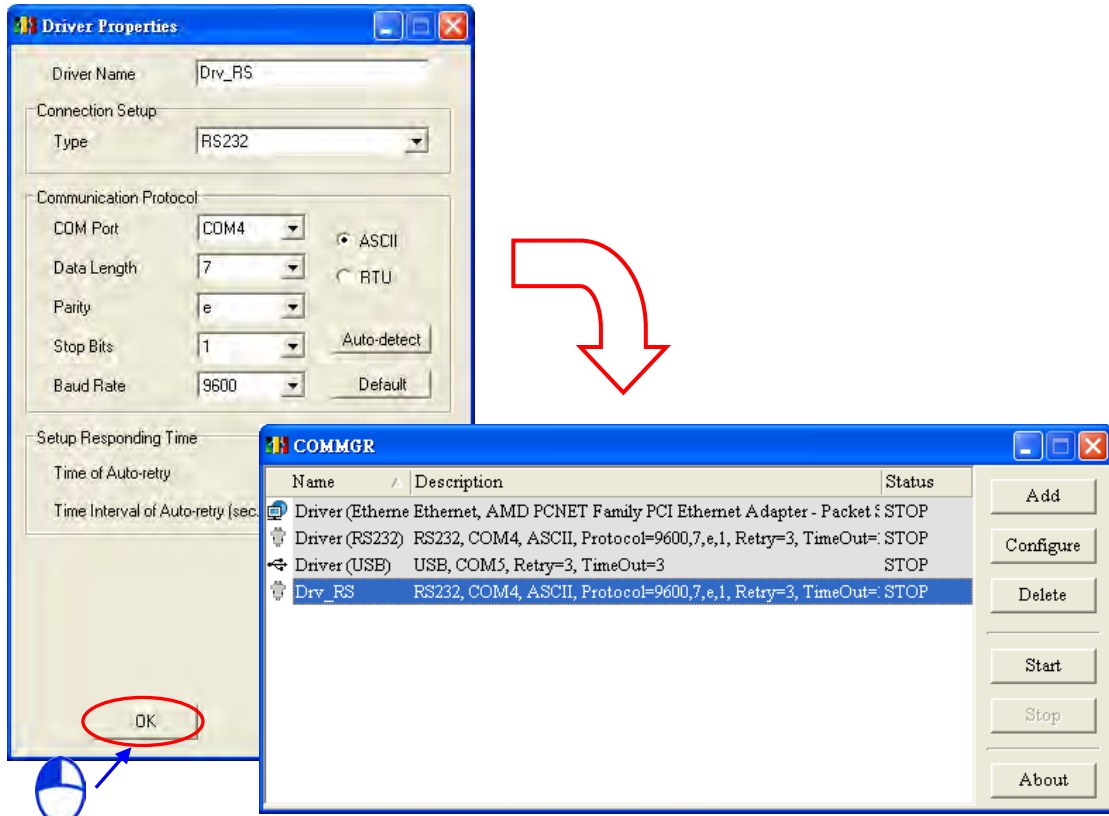 Driver Properties
Driver Name Drv_RS
Connection Setup
Type RS232
Communication Protocol
COM Port COM4
ASCII
Data Length 7
RTU
Parity e
Stop Bits 1
Auto-detect
Baud Rate 9600
Default
Setup Responding Time
Time of Auto-retry
Time Interval of Auto-retry (sec.
OK
COMMGR
Name Description Status
Driver (Etherne Ethernet, AMD PCNET Family PCI Ethernet Adapter - Packet STOP
Driver (RS232) RS232, COM4, ASCII, Protocol=9600,7,e,1, Retry=3, TimeOut= STOP
Driver (USB) USB, COM5, Retry=3, TimeOut=3 STOP
Drv_RS RS232, COM4, ASCII, Protocol=9600,7,e,1, Retry=3, TimeOut= STOP
Add
Configure
Delete
Start
Stop
About